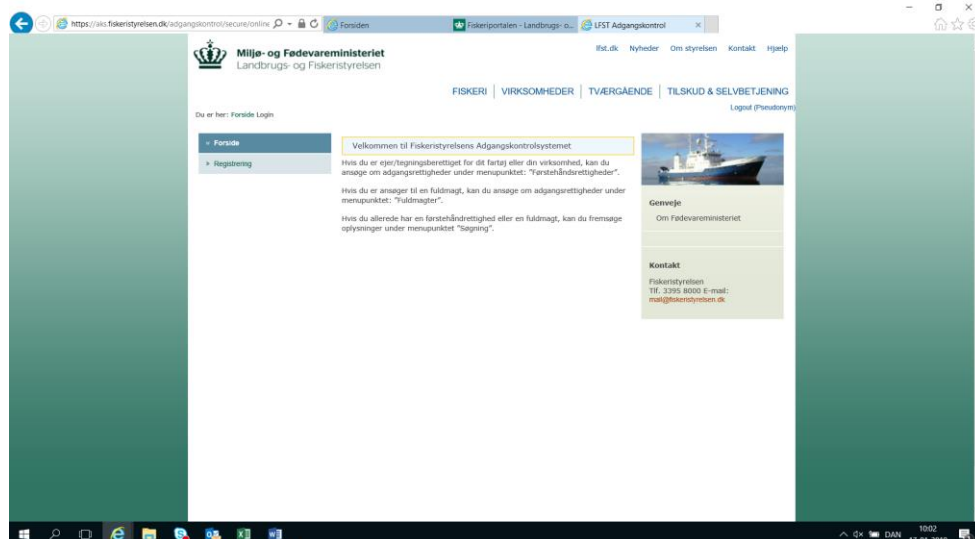 https://aks.fiskeristyrelsen.dk/adgangskontrol/secure/online
Forsiden
Fiskeriportalen - Landbrugs- o...
LFST Adgangskontrol
Miljø- og Fødevareministeriet
Landbrugs- og Fiskeristyrelsen
lfst.dk Nyheder Om styrelsen Kontakt Hjælp
FISKERI VIRKSOMHEDER TVÆRGÅENDE TILSKUD & SELVBETJENING
Logout (Pseudonym)
Du er her: Forside Login
Forside
Registrering
Velkommen til Fiskeristyrelsens Adgangskontrolsystemet
Hvis du er ejer/tegningsberettiget for dit fartøj eller din virksomhed, kan du
ansøge om adgangsrettigheder under menupunktet: "Førstehåndsrettigheder".
Hvis du er ansøger til en fuldmagt, kan du ansøge om adgangsrettigheder under
menupunktet: "Fuldmagter".
Hvis du allerede har en førstehåndrettighed eller en fuldmagt, kan du fremsøge
oplysninger under menupunktet "Søgning".
Genveje
Om Fødevareministeriet
Kontakt
Fiskeristyrelsen
Tlf. 3395 8000 E-mail:
mail@fiskeristyrelsen.dk
DAN
10:02